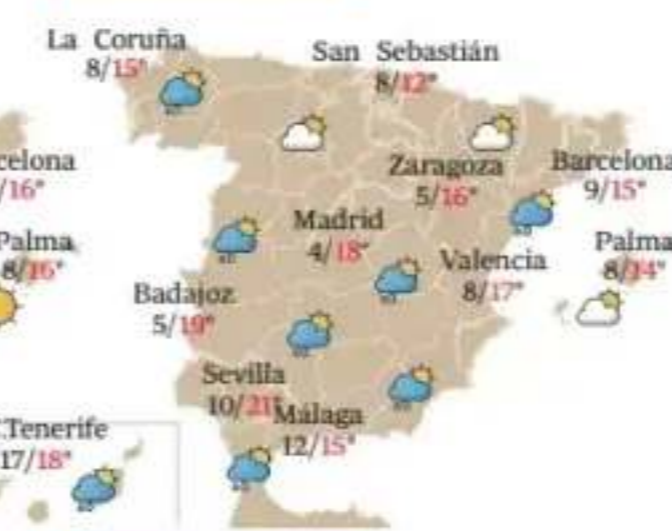 La Coruña
8/15°
San Sebastián
8/12°
celona
/16°
Zaragoza
5/16°
Barcelona
9/15°
Palma
8/16°
Madrid
4/18°
Valencia
8/17°
Palma
8/14°
Badajoz
5/19°
Sevilla
10/21°
Málaga
12/15°
Tenerife
17/18°